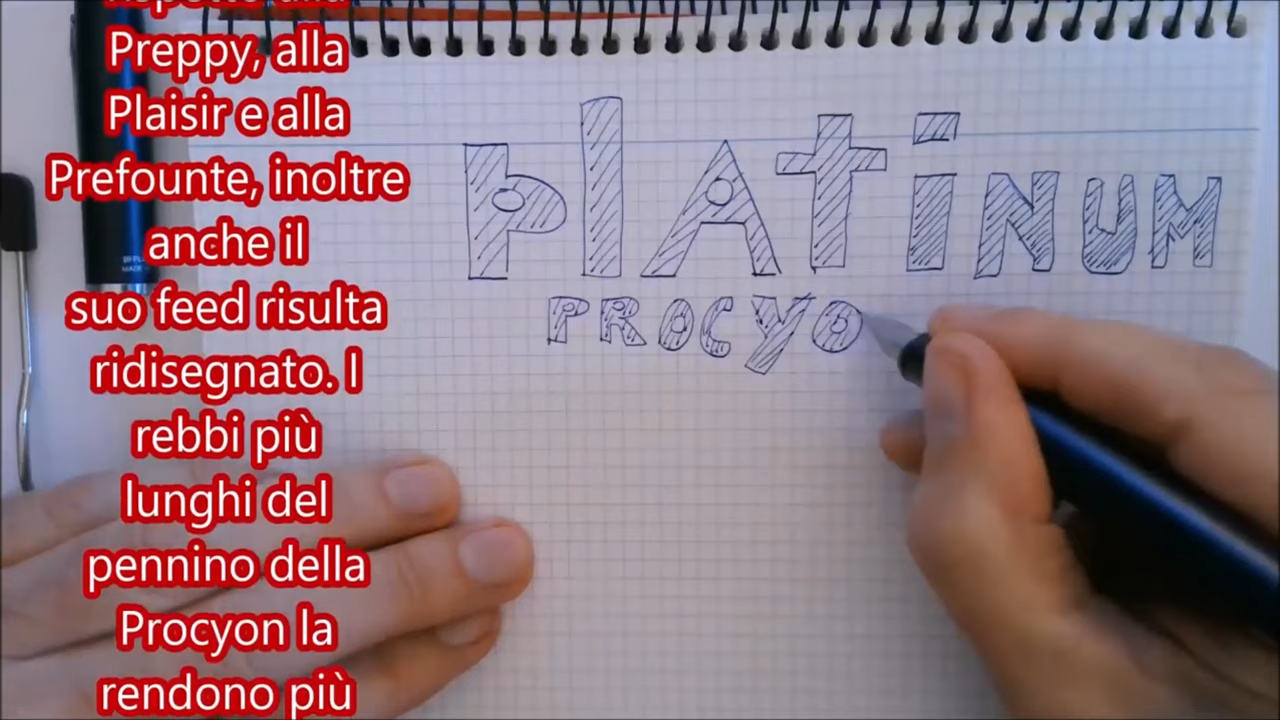 Preppy, alla
Plaisir e alla
Prefounte, inoltre
anche il
suo feed risulta
ridisegnato. I
rebbi più
lunghi del
pennino della
Procyon la
rendono più
PlATiNUM
PROCYO